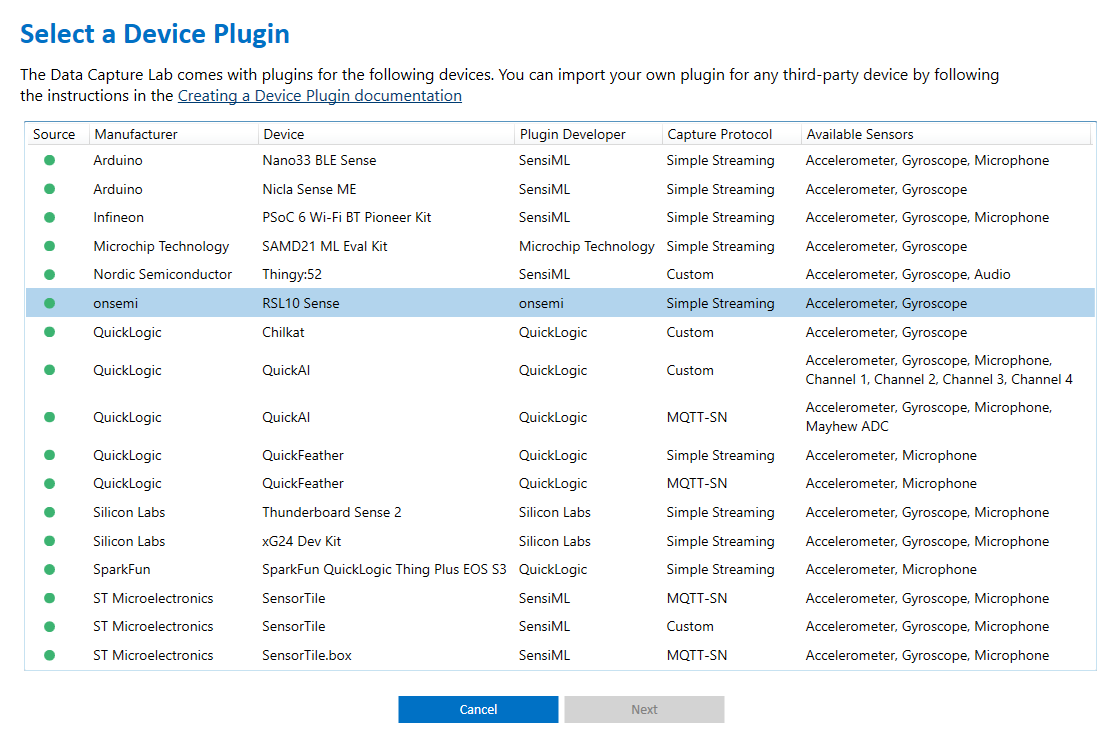 Select a Device Plugin
The Data Capture Lab comes with plugins for the following devices. You can import your own plugin for any third-party device by following
the instructions in the Creating a Device Plugin documentation
Source Manufacturer Device Plugin Developer Capture Protocol Available Sensors
Arduino Nano33 BLE Sense SensiML Simple Streaming Accelerometer, Gyroscope, Microphone
Arduino Nicla Sense ME SensiML Simple Streaming Accelerometer, Gyroscope
Infineon PSoC 6 Wi-Fi BT Pioneer Kit SensiML Simple Streaming Accelerometer, Gyroscope, Microphone
Microchip Technology SAMD21 ML Eval Kit Microchip Technology Simple Streaming Accelerometer, Gyroscope
Nordic Semiconductor Thingy:52 SensiML Custom Accelerometer, Gyroscope, Audio
onsemi RSL10 Sense onsemi Simple Streaming Accelerometer, Gyroscope
QuickLogic Chilkat QuickLogic Custom Accelerometer, Gyroscope
QuickLogic QuickAI QuickLogic Custom Accelerometer, Gyroscope, Microphone,
Channel 1, Channel 2, Channel 3, Channel 4
QuickLogic QuickAI QuickLogic MQTT-SN Accelerometer, Gyroscope, Microphone,
Mayhew ADC
QuickLogic QuickFeather QuickLogic Simple Streaming Accelerometer, Microphone
QuickLogic QuickFeather QuickLogic MQTT-SN Accelerometer, Microphone
Silicon Labs Thunderboard Sense 2 Silicon Labs Simple Streaming Accelerometer, Gyroscope, Microphone
Silicon Labs xG24 Dev Kit Silicon Labs Simple Streaming Accelerometer, Gyroscope, Microphone
SparkFun SparkFun QuickLogic Thing Plus EOS S3 QuickLogic Simple Streaming Accelerometer, Microphone
ST Microelectronics SensorTile SensiML MQTT-SN Accelerometer, Gyroscope, Microphone
ST Microelectronics SensorTile SensiML Custom Accelerometer, Gyroscope, Microphone
ST Microelectronics SensorTile.box SensiML MQTT-SN Accelerometer, Gyroscope, Microphone
Cancel Next